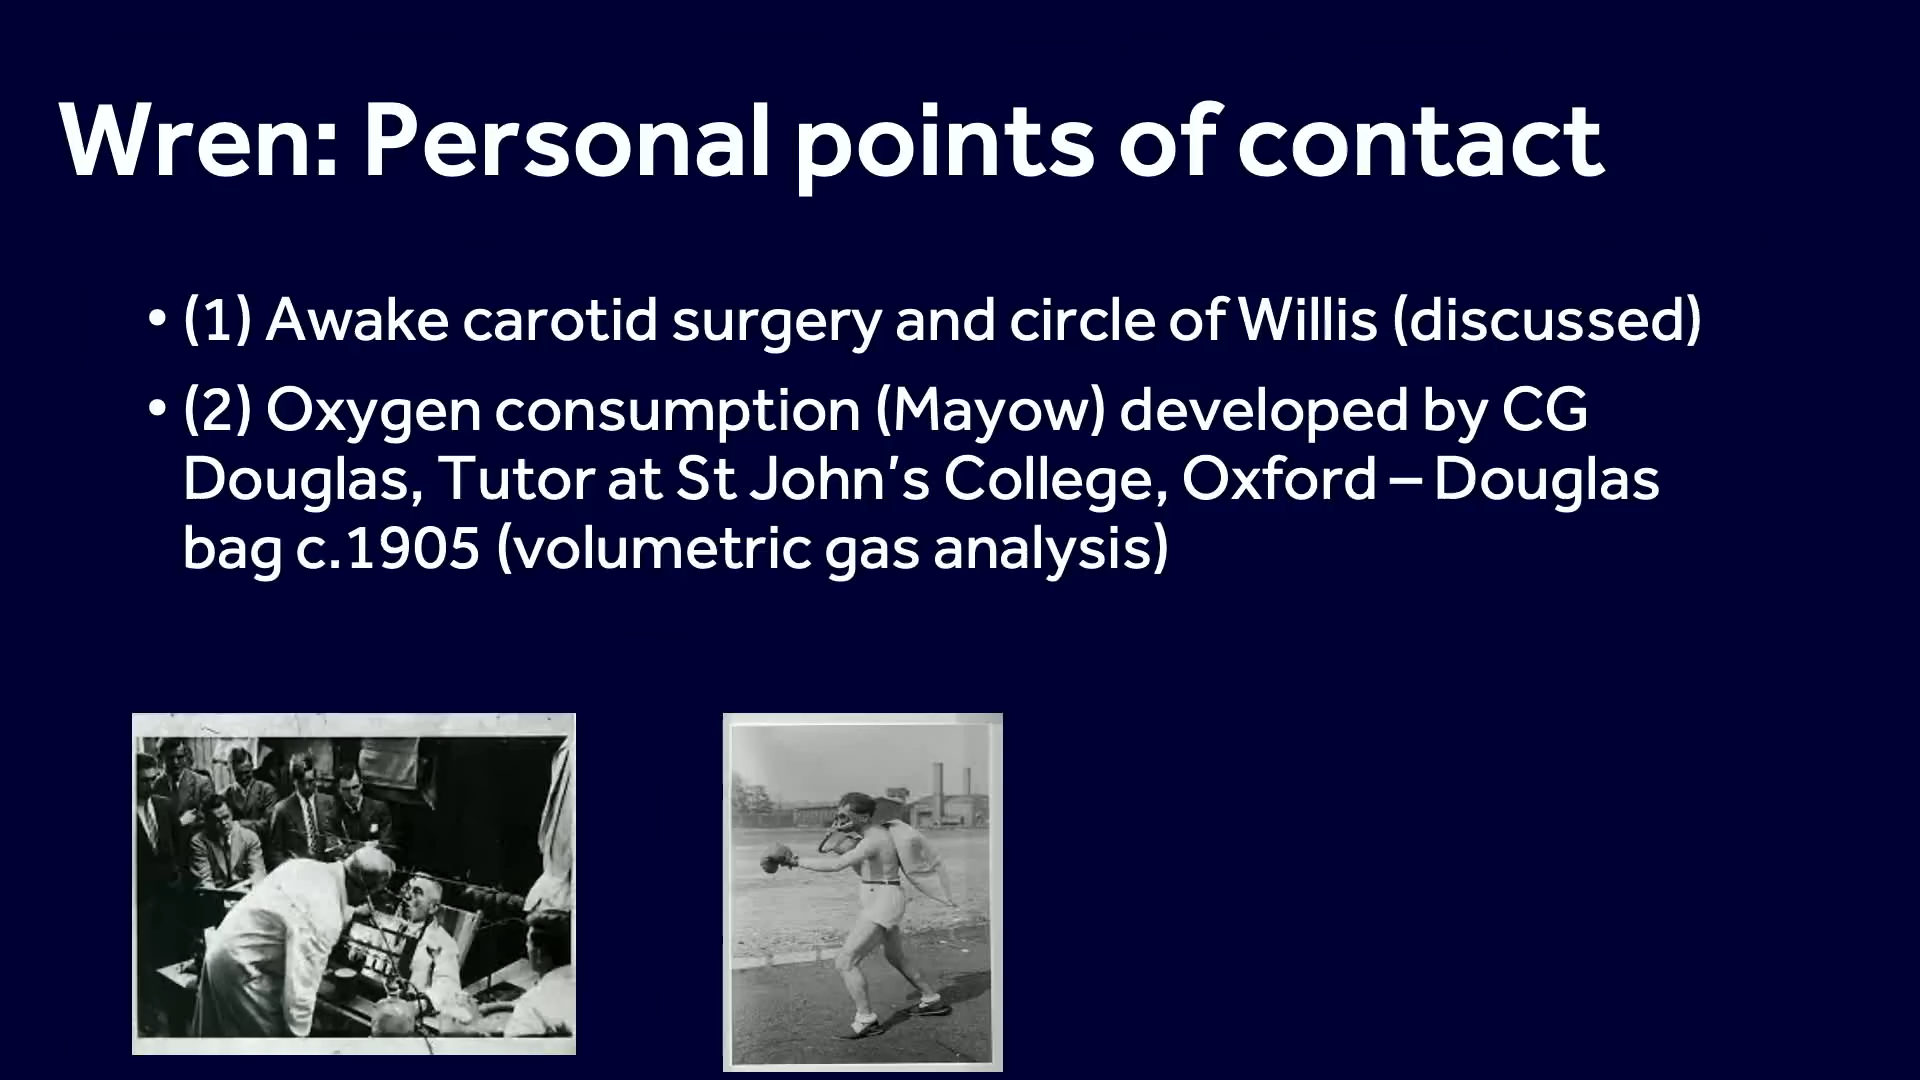 Wren: Personal points of contact
• (1) Awake carotid surgery and circle of Willis (discussed)
• (2) Oxygen consumption (Mayow) developed by CG
Douglas, Tutor at St John’s College, Oxford – Douglas
bag c.1905 (volumetric gas analysis)